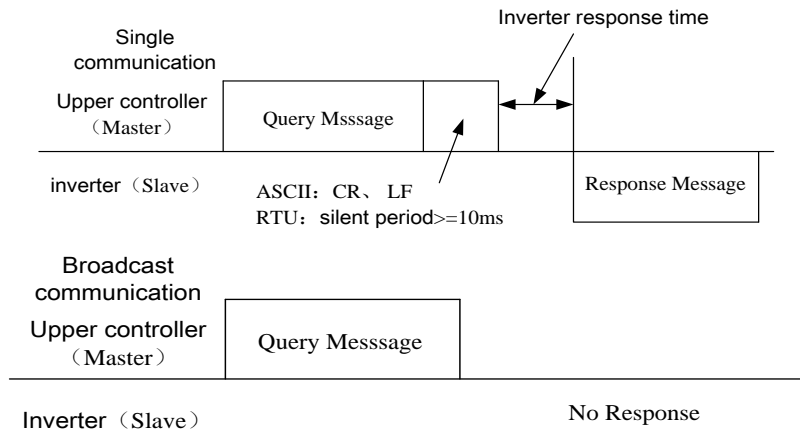 Inverter response time
Single
communication
Upper controller
（Master）
Query Msssage
inverter（Slave）
ASCII：CR、LF
RTU：silent period>=10ms
Response Message
Broadcast
communication
Upper controller
（Master）
Query Messsage
Inverter（Slave）
No Response